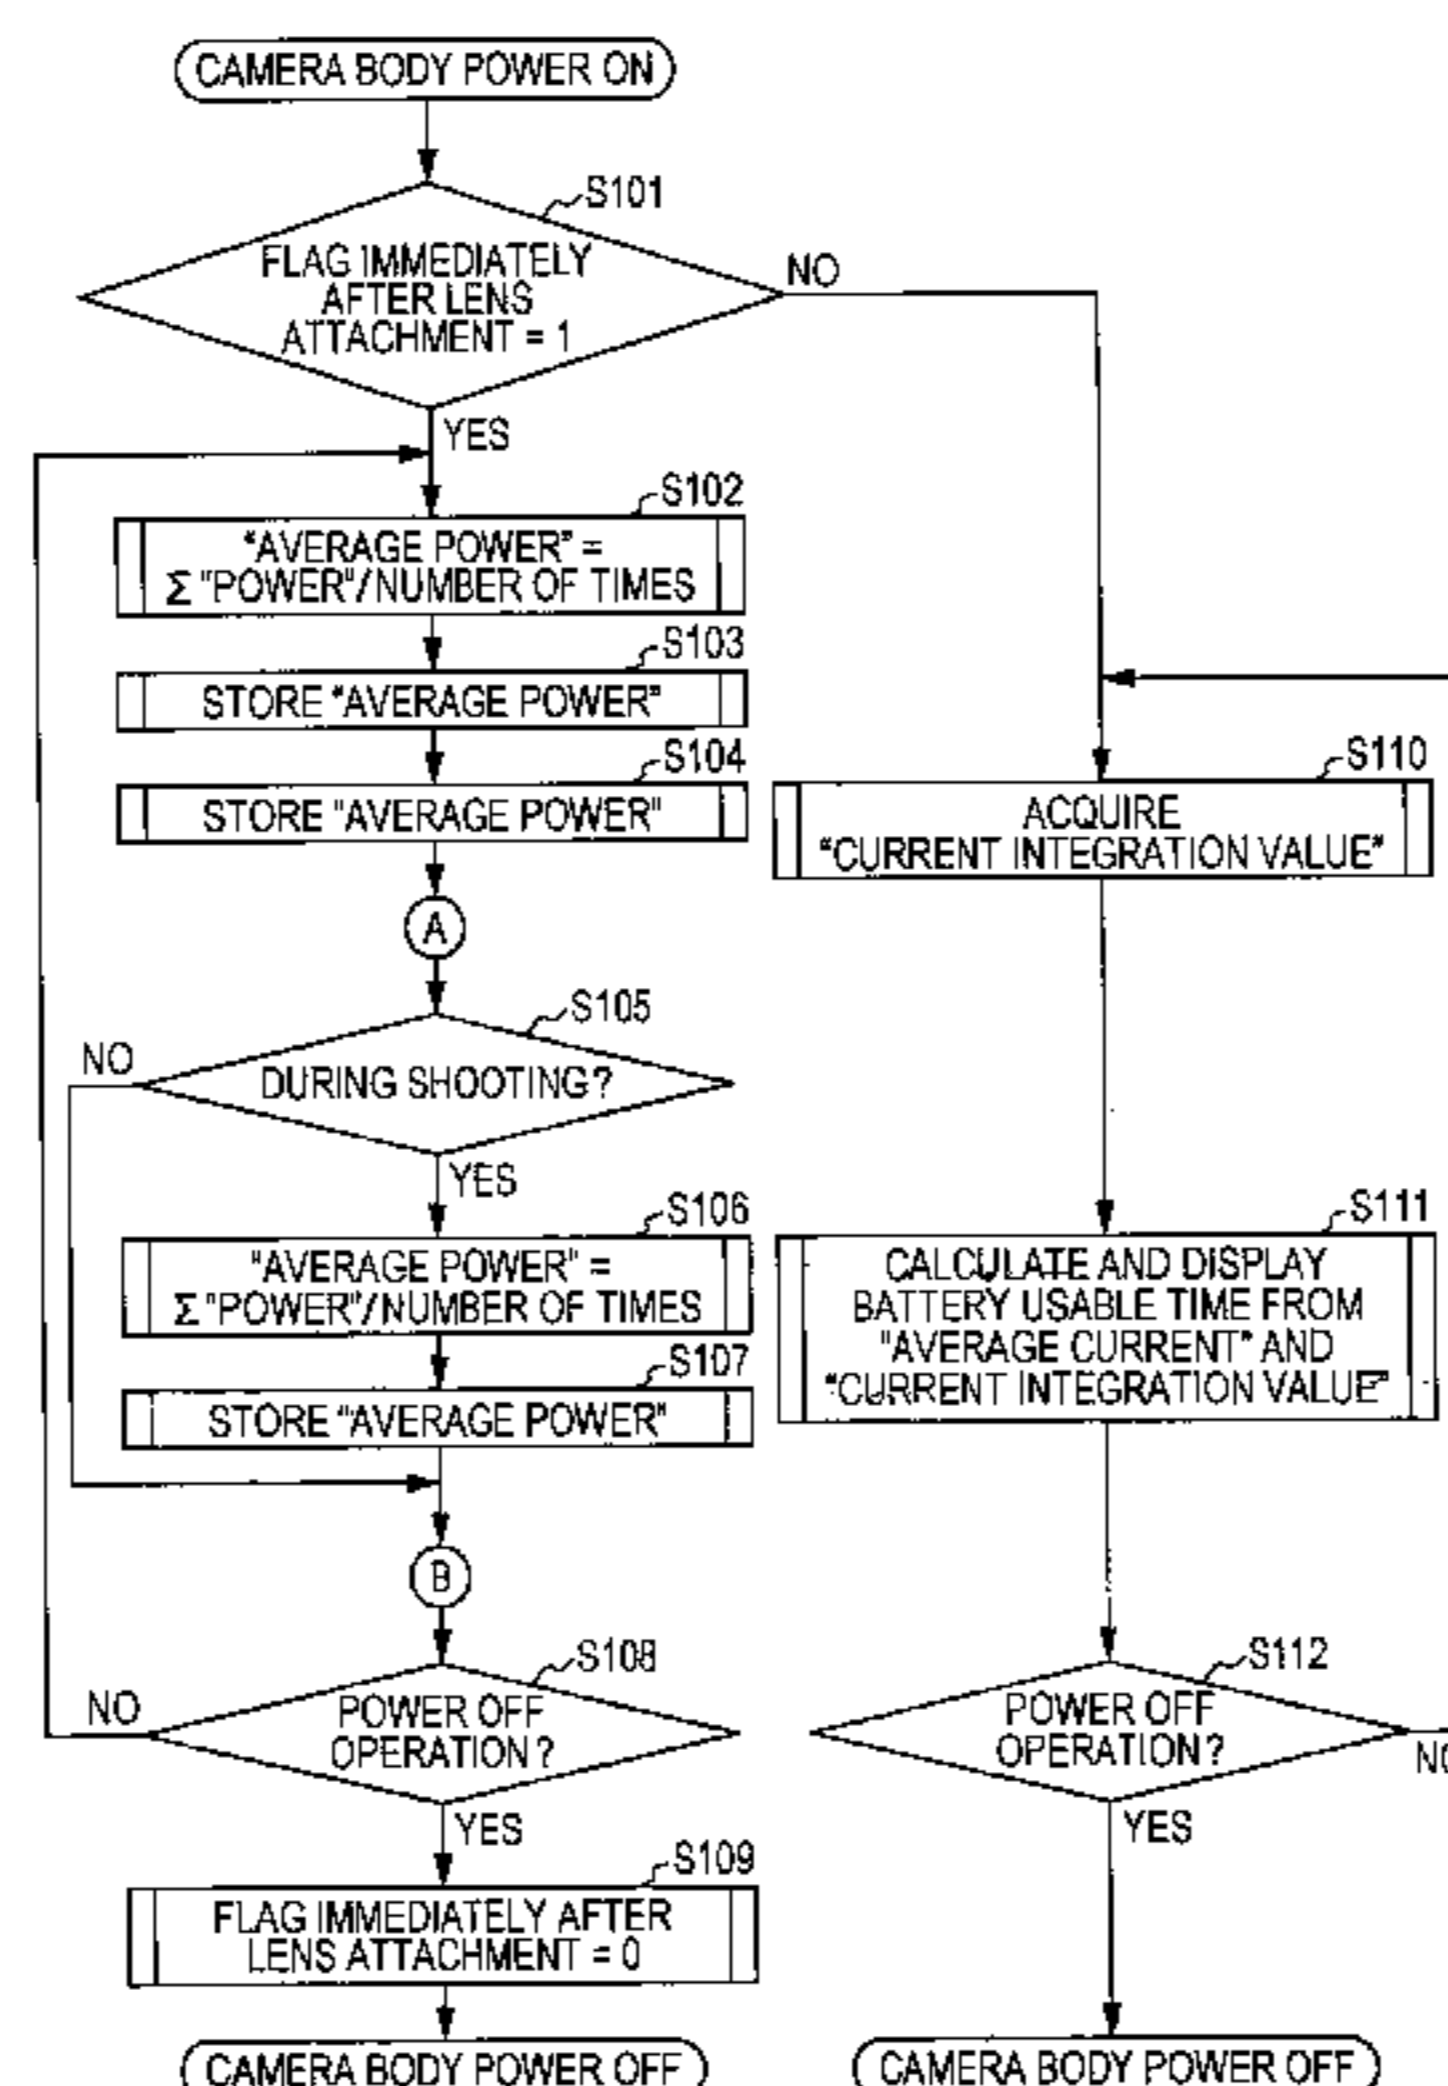 CAMERA BODY POWER ON
S101
FLAG IMMEDIATELY
AFTER LENS
ATTACHMENT = 1
NO
YES
S102
"AVERAGE POWER" =
Σ "POWER"/NUMBER OF TIMES
S103
STORE "AVERAGE POWER"
S104
STORE "AVERAGE POWER"
A
S105
DURING SHOOTING?
NO
YES
S106
"AVERAGE POWER" =
Σ "POWER"/NUMBER OF TIMES
S107
STORE "AVERAGE POWER"
B
S108
POWER OFF
OPERATION?
NO
YES
S109
FLAG IMMEDIATELY AFTER
LENS ATTACHMENT = 0
CAMERA BODY POWER OFF
S110
ACQUIRE
"CURRENT INTEGRATION VALUE"
S111
CALCULATE AND DISPLAY
BATTERY USABLE TIME FROM
"AVERAGE CURRENT" AND
"CURRENT INTEGRATION VALUE"
S112
POWER OFF
OPERATION?
NO
YES
CAMERA BODY POWER OFF